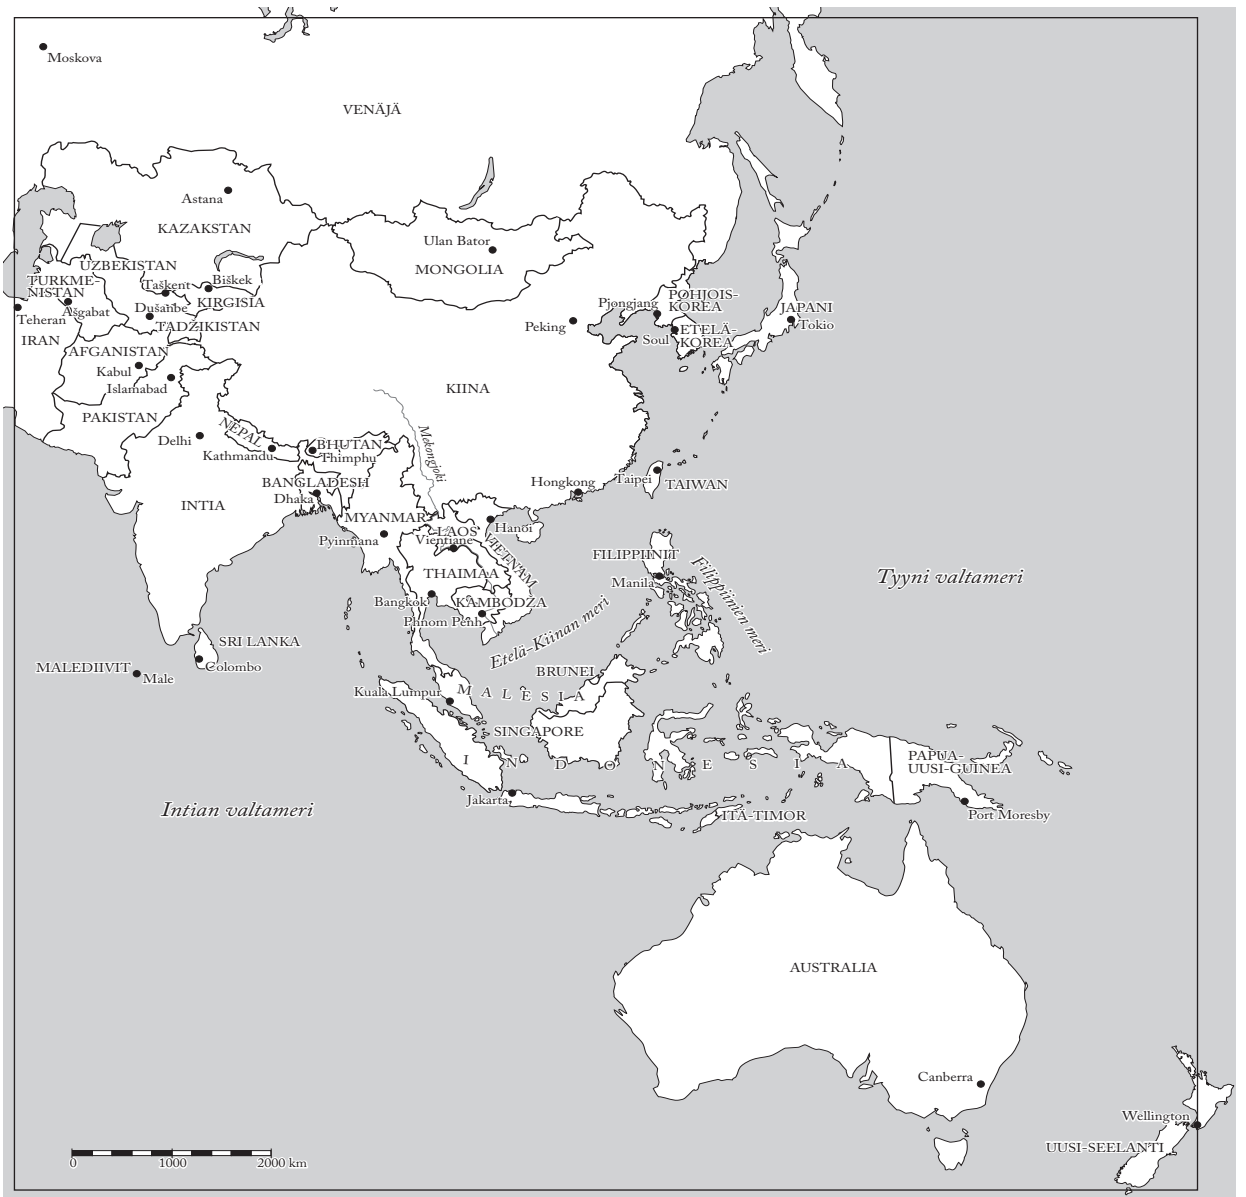 Moskova
VENÄJÄ
Astana
KAZAKSTAN
Ulan Bator
MONGOLIA
UZBEKISTAN
TURKME-
NISTAN
Taškent
Biškek
KIRGISIA
Ašgabat
Dušanbe
TADŽIKISTAN
Teheran
IRAN
AFGANISTAN
Kabul
Islamabad
PAKISTAN
Peking
Pjongjang
POHJOIS-
KOREA
Soul
ETELÄ-
KOREA
JAPANI
Tokio
KIINA
Delhi
NEPAL
Kathmandu
BHUTAN
Thimphu
Mekongjoki
BANGLADESH
Dhaka
INTIA
Hongkong
Taipei
TAIWAN
MYANMAR
Pyinmana
LAOS
Vientiane
Hanoi
VIETNAM
THAIMAA
Bangkok
KAMBODŽA
Phnom Penh
FILIPPIINIT
Manila
Filippiinien meri
Tyyni valtameri
Etelä-Kiinan meri
SRI LANKA
Colombo
MALEDIIVIT
Male
BRUNEI
Kuala Lumpur
MALESIA
SINGAPORE
INDONESIA
PAPUA-
UUSI-GUINEA
Jakarta
Intian valtameri
ITÄ-TIMOR
Port Moresby
AUSTRALIA
Canberra
Wellington
UUSI-SEELANTI
0 1000 2000 km